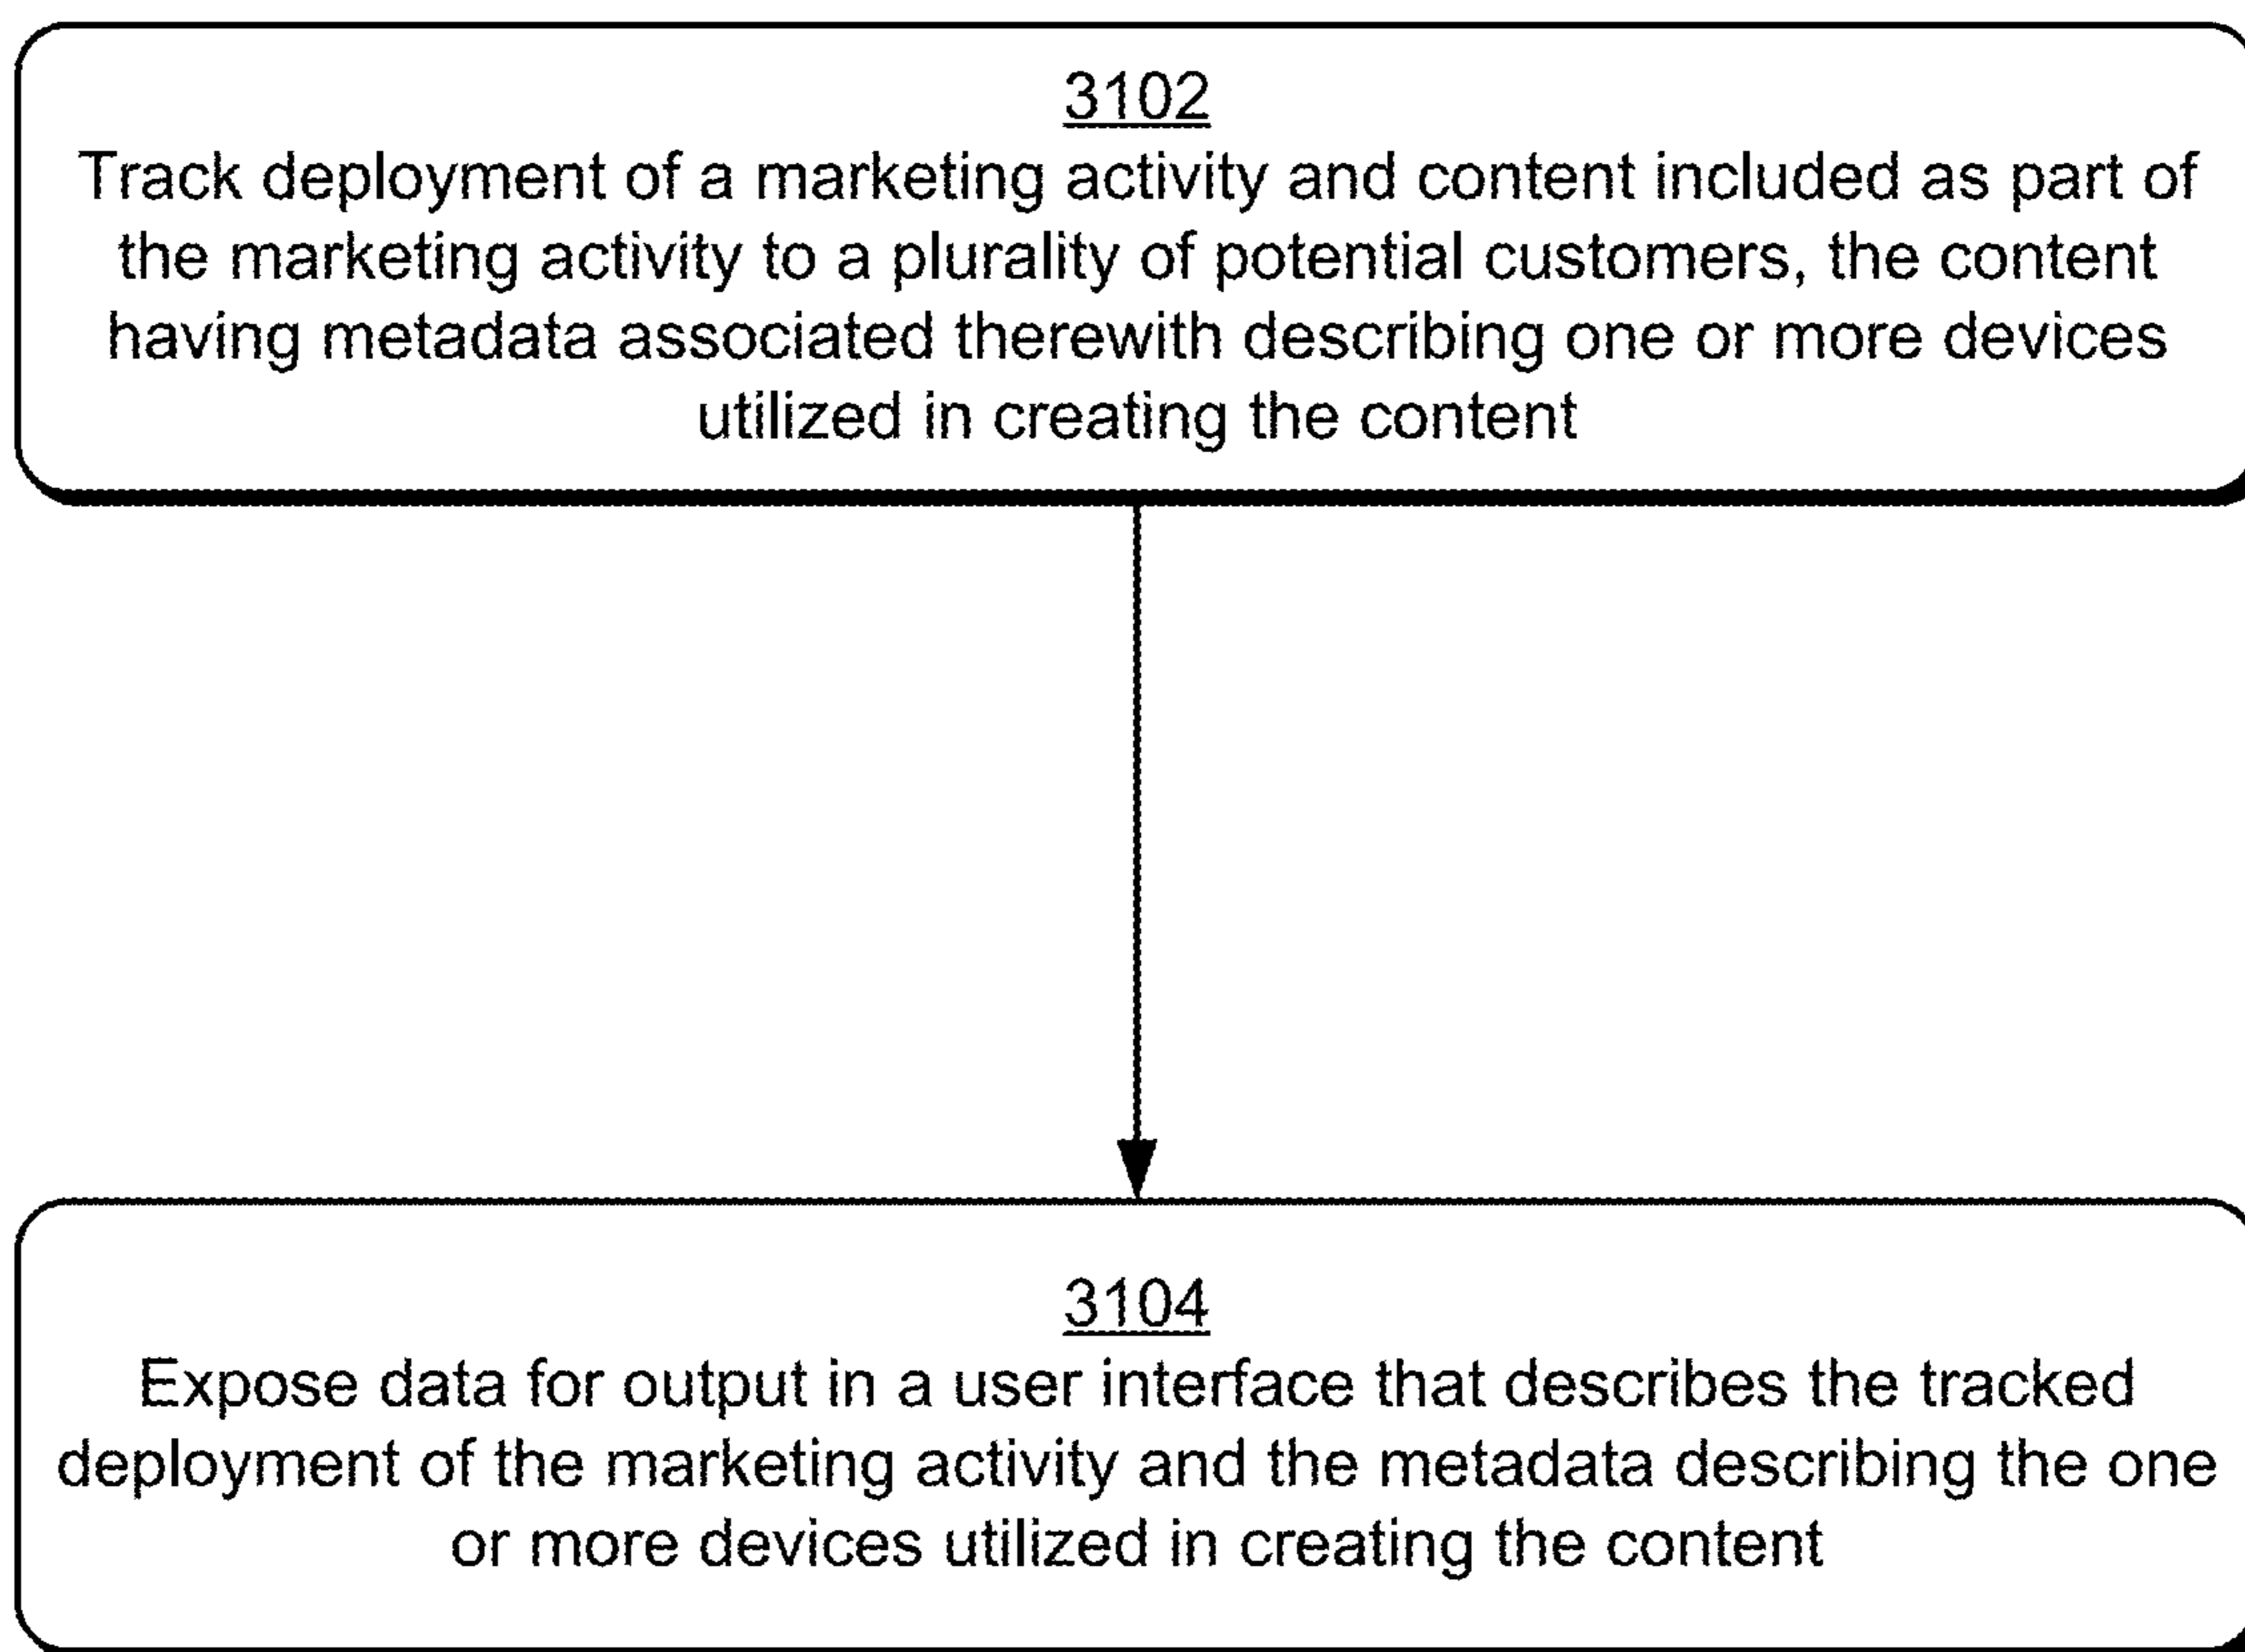 3102
Track deployment of a marketing activity and content included as part of
the marketing activity to a plurality of potential customers, the content
having metadata associated therewith describing one or more devices
utilized in creating the content
3104
Expose data for output in a user interface that describes the tracked
deployment of the marketing activity and the metadata describing the one
or more devices utilized in creating the content